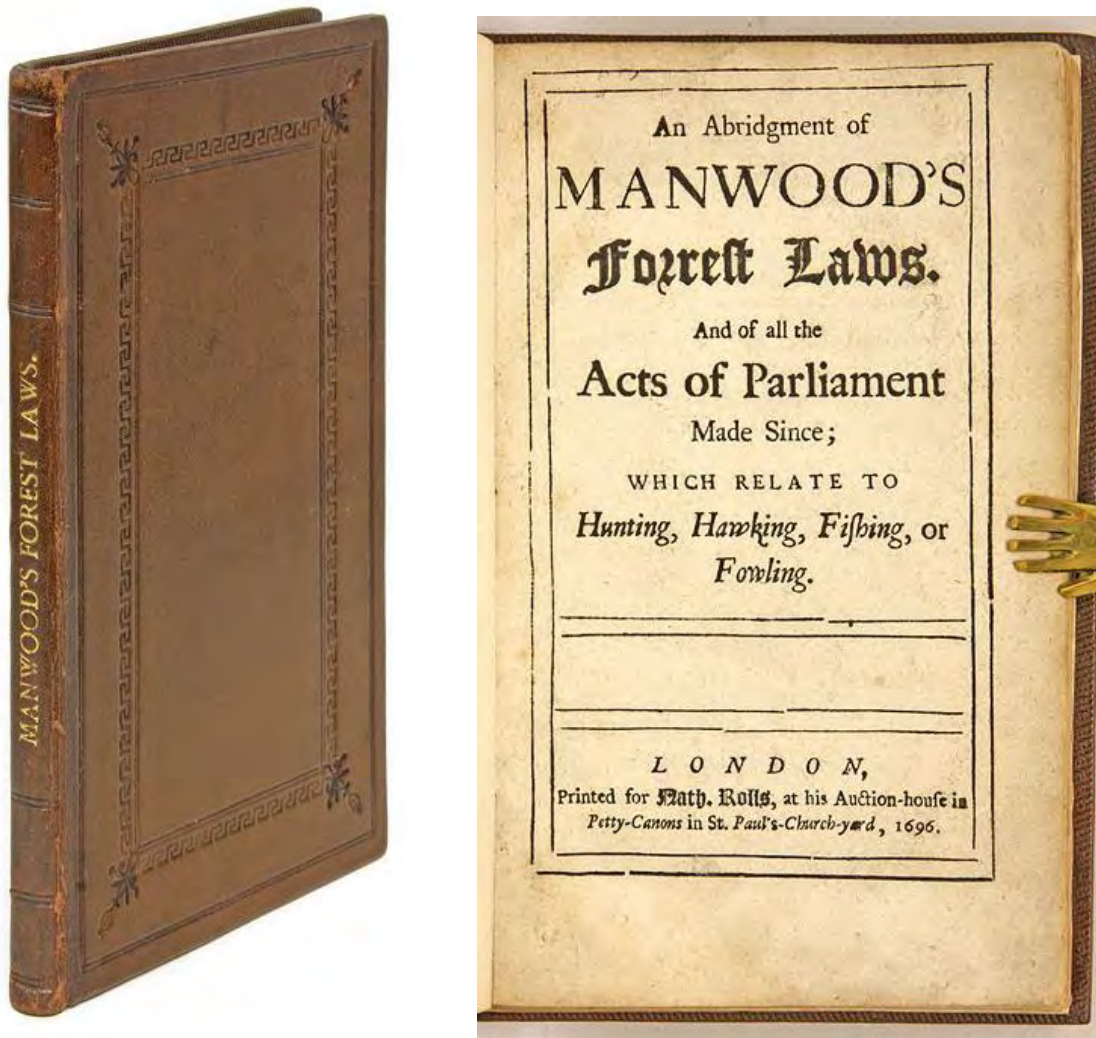 MANWOOD'S FOREST LAWS.
An Abridgment of
MANWOOD'S
Forrest Laws.
And of all the
Acts of Parliament
Made Since;
WHICH RELATE TO
Hunting, Hawking, Fiſhing, or
Fowling.
LONDON,
Printed for Nath. Rolls, at his Auction-houſe in
Petty-Canons in St. Paul's-Church-yard, 1696.